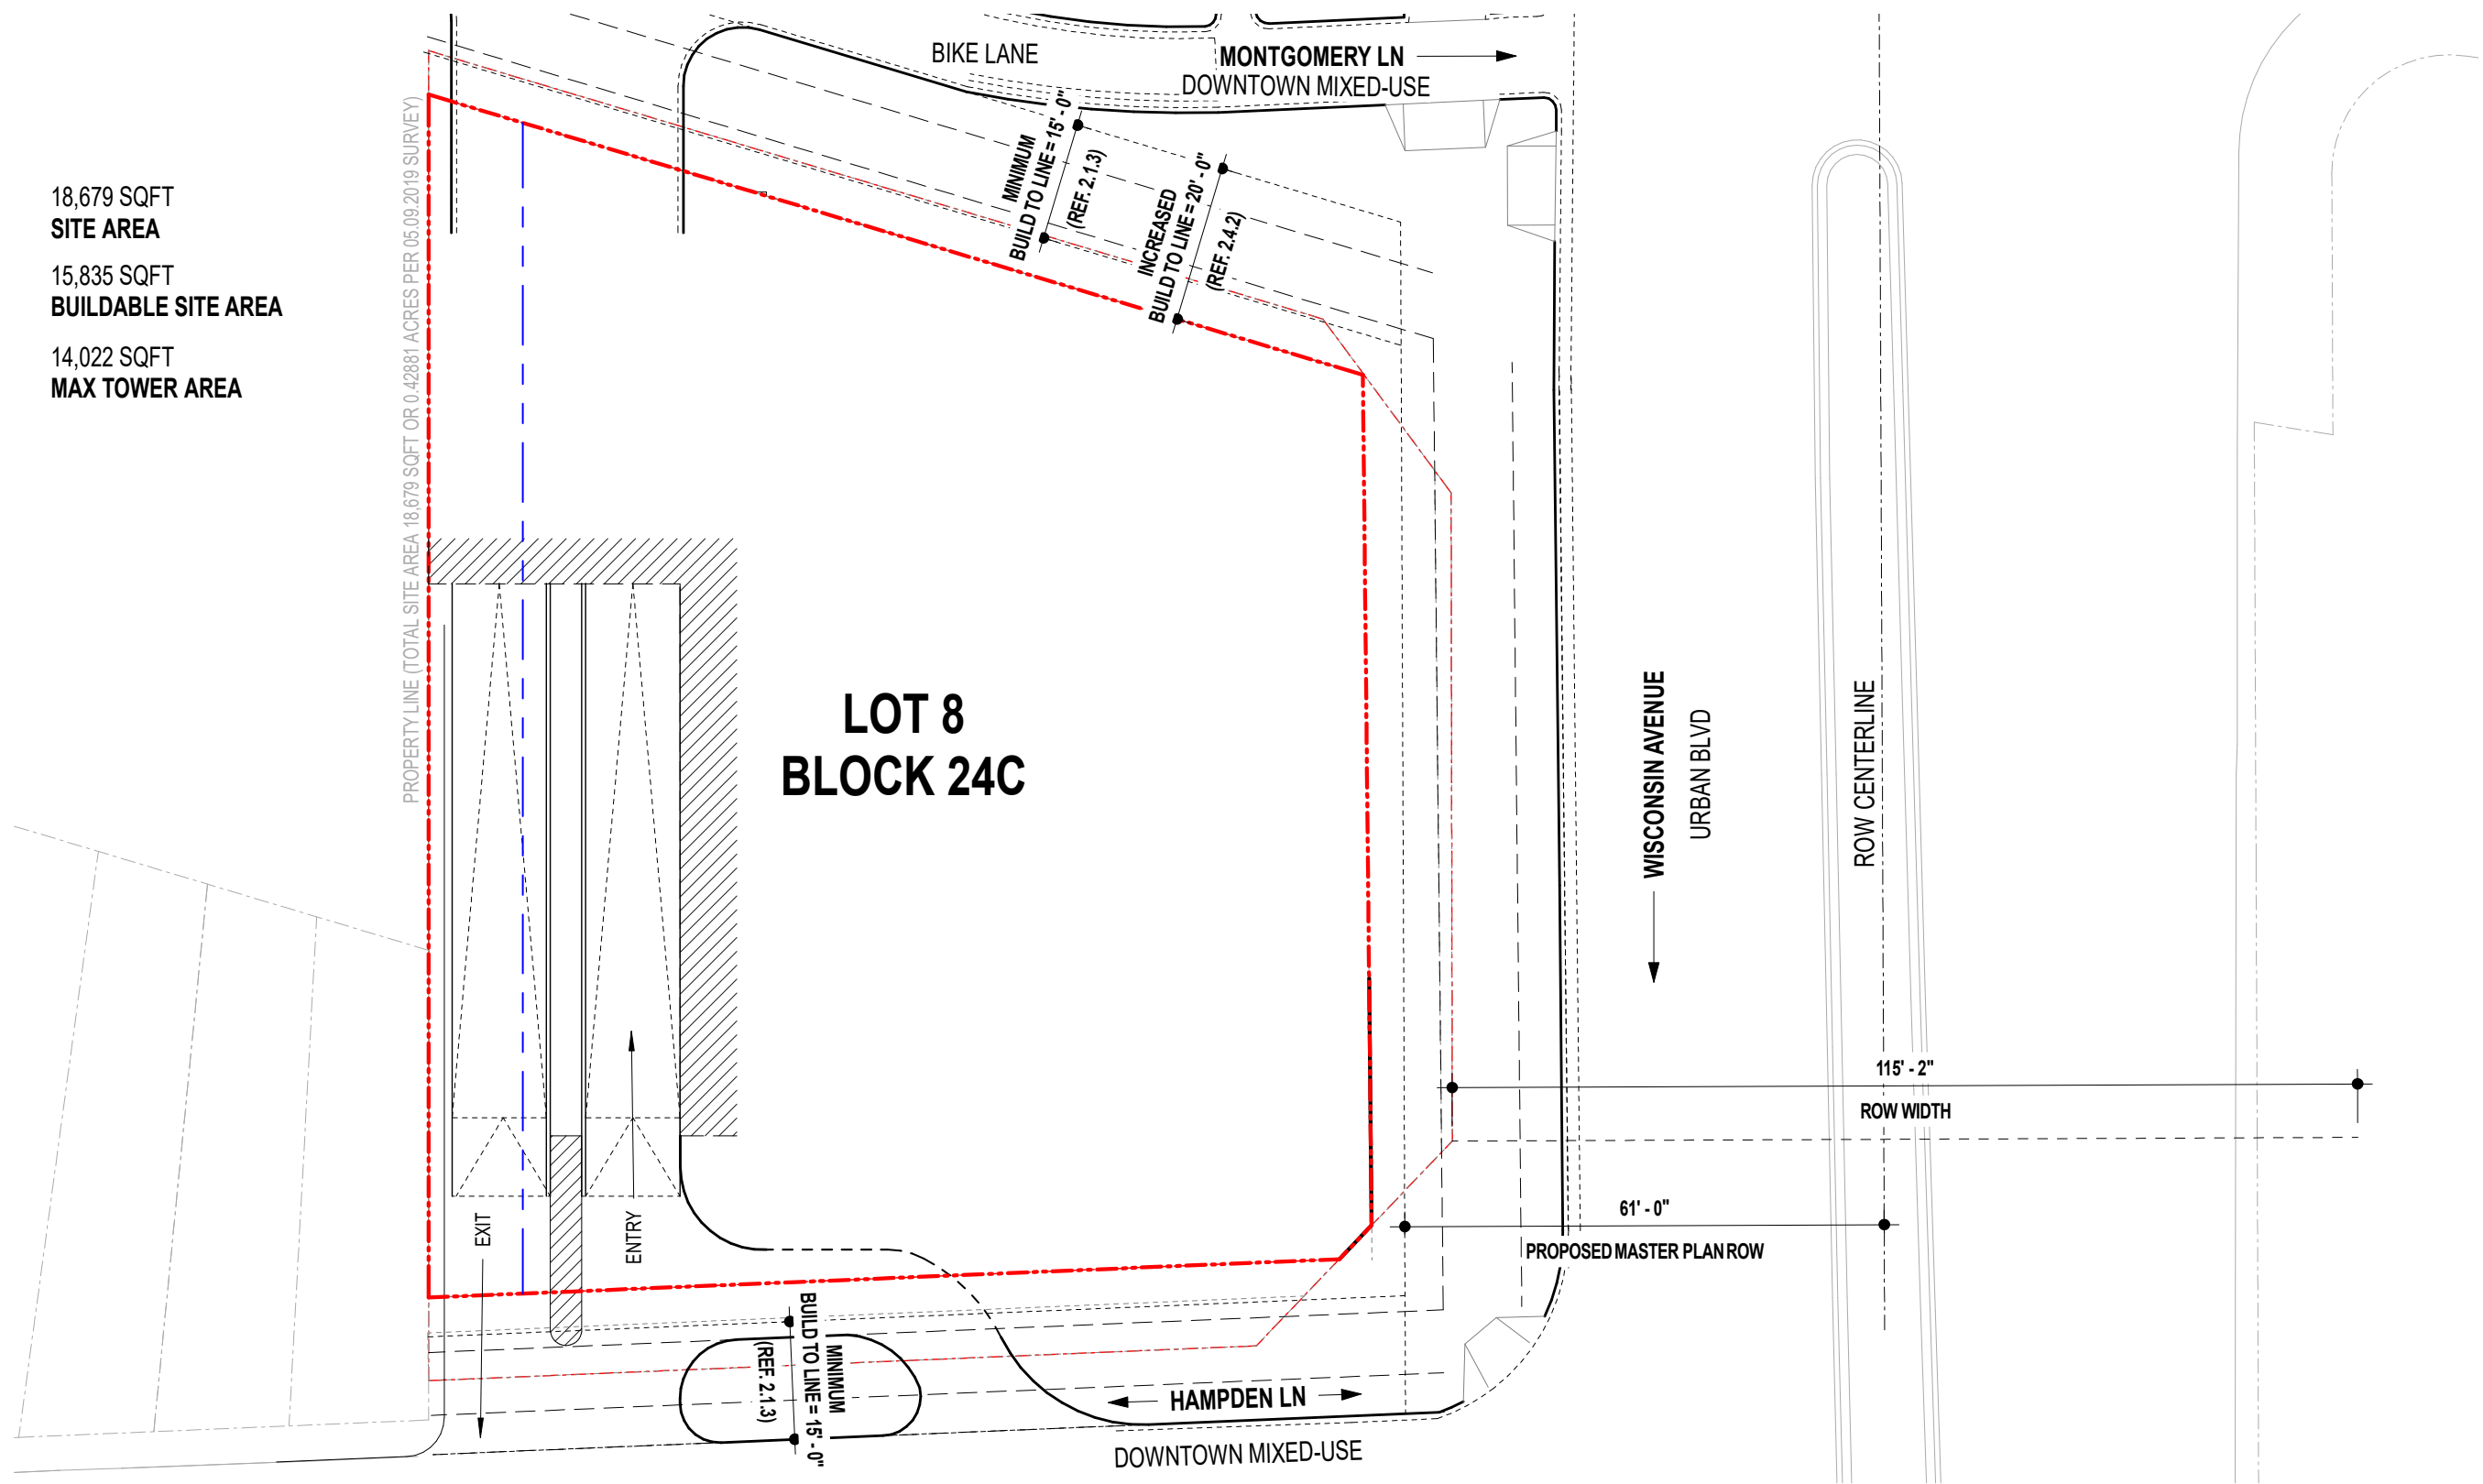 BIKE LANE
MONTGOMERY LN
DOWNTOWN MIXED-USE
MINIMUM
BUILD TO LINE = 15' - 0"
(REF. 2.1.3)
INCREASED
BUILD TO LINE = 20' - 0"
(REF. 2.4.2)
18,679 SQFT
SITE AREA
15,835 SQFT
BUILDABLE SITE AREA
14,022 SQFT
MAX TOWER AREA
PROPERTY LINE (TOTAL SITE AREA 18,679 SQFT OR 0.42881 ACRES PER 05.09.2019 SURVEY)
LOT 8
BLOCK 24C
WISCONSIN AVENUE
URBAN BLVD
ROW CENTERLINE
115' - 2"
ROW WIDTH
61' - 0"
PROPOSED MASTER PLAN ROW
EXIT
ENTRY
MINIMUM
BUILD TO LINE = 15' - 0"
(REF. 2.1.3)
HAMPDEN LN
DOWNTOWN MIXED-USE